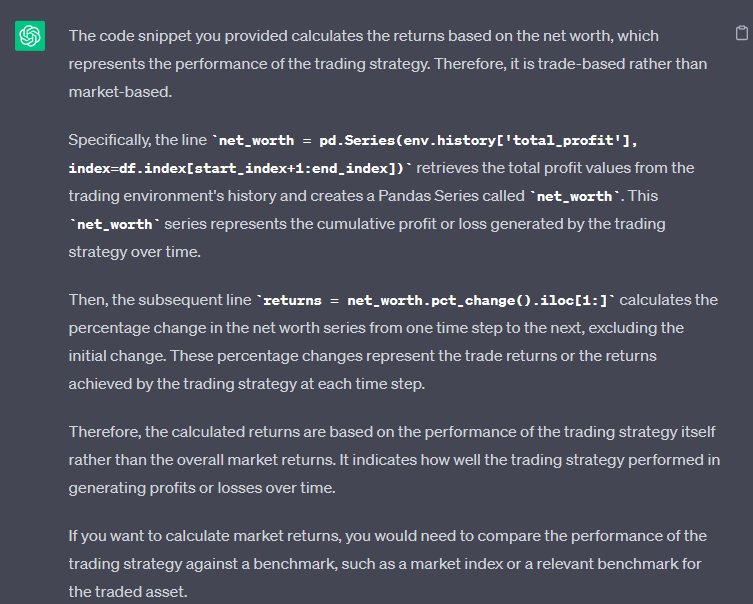 The code snippet you provided calculates the returns based on the net worth, which
represents the performance of the trading strategy. Therefore, it is trade-based rather than
market-based.
Specifically, the line `net_worth = pd.Series(env.history['total_profit'],
index=df.index[start_index+1:end_index])` retrieves the total profit values from the
trading environment's history and creates a Pandas Series called `net_worth`. This
`net_worth` series represents the cumulative profit or loss generated by the trading
strategy over time.
Then, the subsequent line `returns = net_worth.pct_change().iloc[1:]` calculates the
percentage change in the net worth series from one time step to the next, excluding the
initial change. These percentage changes represent the trade returns or the returns
achieved by the trading strategy at each time step.
Therefore, the calculated returns are based on the performance of the trading strategy itself
rather than the overall market returns. It indicates how well the trading strategy performed in
generating profits or losses over time.
If you want to calculate market returns, you would need to compare the performance of the
trading strategy against a benchmark, such as a market index or a relevant benchmark for
the traded asset.